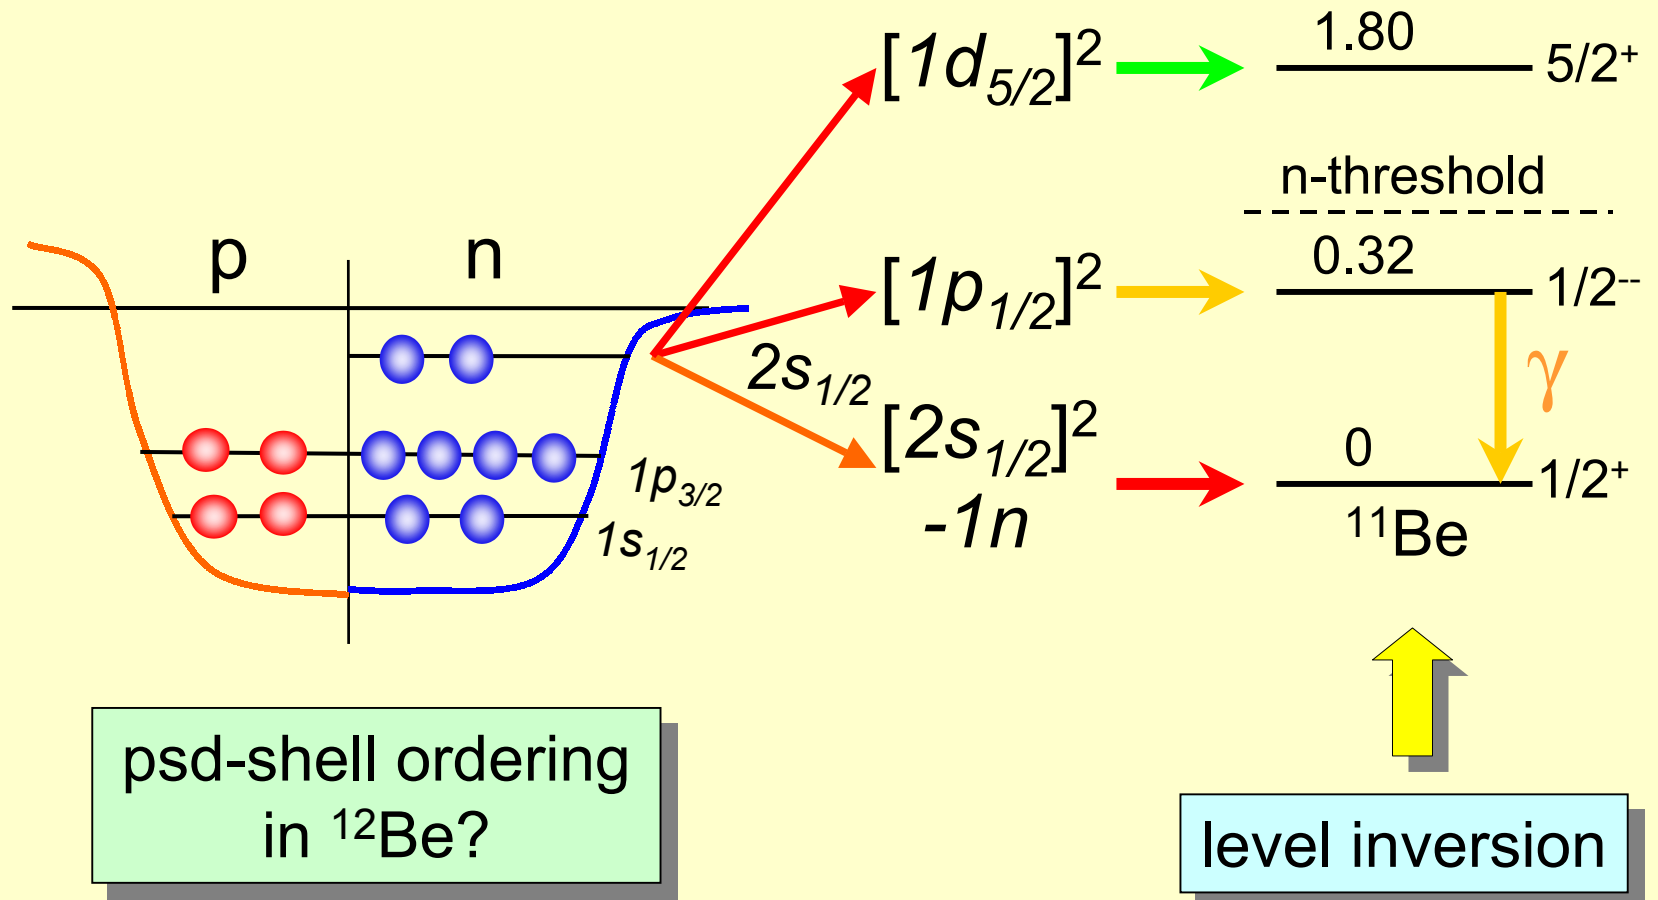 [1d5/2]²
1.80
5/2⁺
n-threshold
p
n
[1p1/2]²
0.32
1/2⁻⁻
2s1/2
γ
[2s1/2]²
-1n
0
1/2⁺
1p3/2
1s1/2
¹¹Be
psd-shell ordering
in ¹²Be?
level inversion